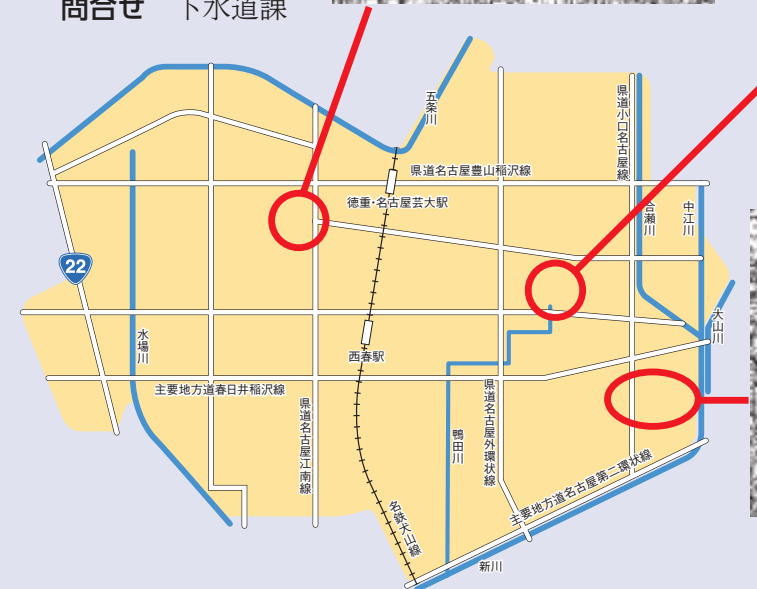 問合せ 下水道課
五条川
県道小口名古屋線
県道名古屋豊山稲沢線
徳重・名古屋芸大駅
合瀬川
中江川
22
大山川
水場川
西春駅
主要地方道春日井稲沢線
県道名古屋江南線
鴨田川
県道名古屋外環状線
主要地方道名古屋第二環状線
名鉄犬山線
新川